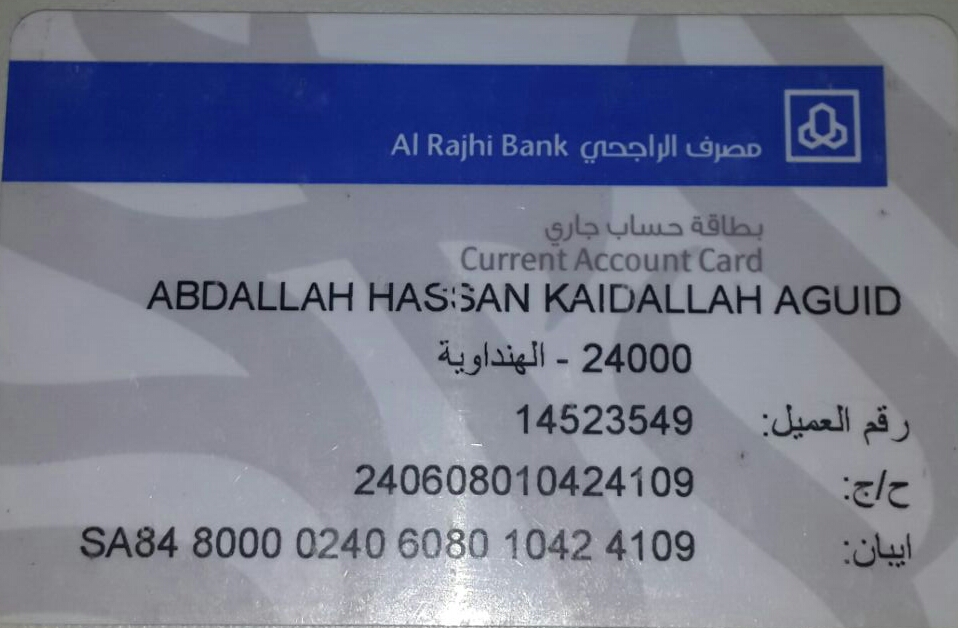 مصرف الراجحي Al Rajhi Bank
بطاقة حساب جاري
Current Account Card
ABDALLAH HASSAN KAIDALLAH AGUID
24000 - الهنداوية
رقم العميل: 14523549
ح/ج: 240608010424109
ايبان: SA84 8000 0240 6080 1042 4109